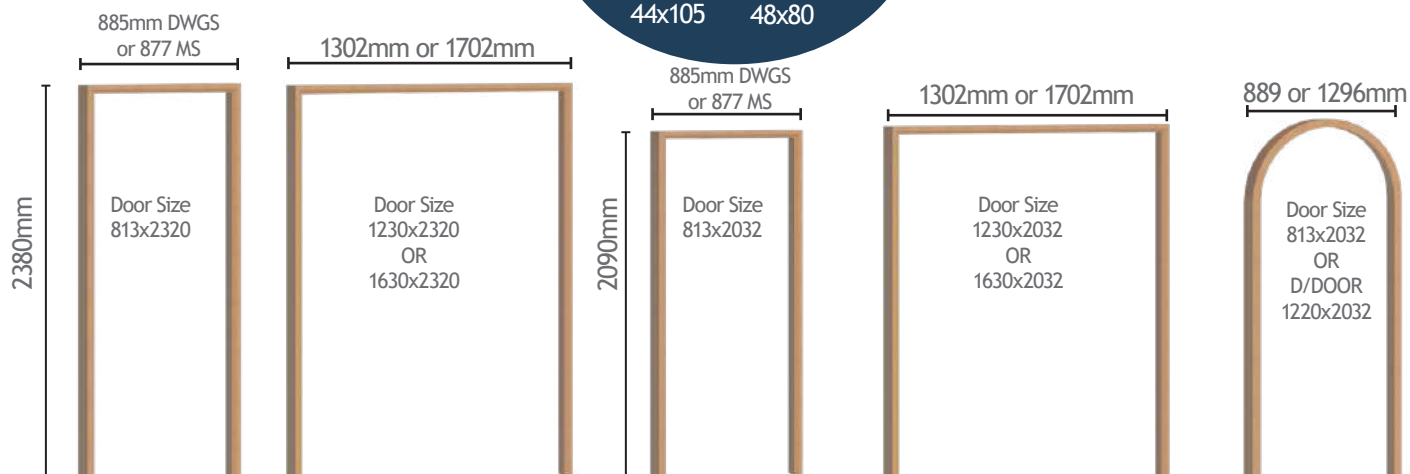 44x105 48x80
885mm DWGS
or 877 MS
1302mm or 1702mm
885mm DWGS
or 877 MS
1302mm or 1702mm
889 or 1296mm
2380mm
Door Size
813x2320
Door Size
1230x2320
OR
1630x2320
2090mm
Door Size
813x2032
Door Size
1230x2032
OR
1630x2032
Door Size
813x2032
OR
D/DOOR
1220x2032